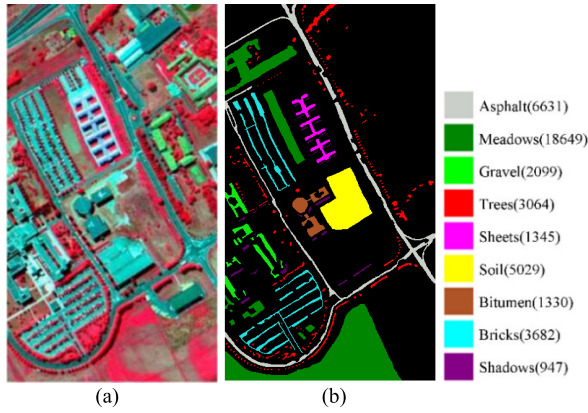 Asphalt(6631)
Meadows(18649)
Gravel(2099)
Trees(3064)
Sheets(1345)
Soil(5029)
Bitumen(1330)
Bricks(3682)
Shadows(947)
(a)
(b)